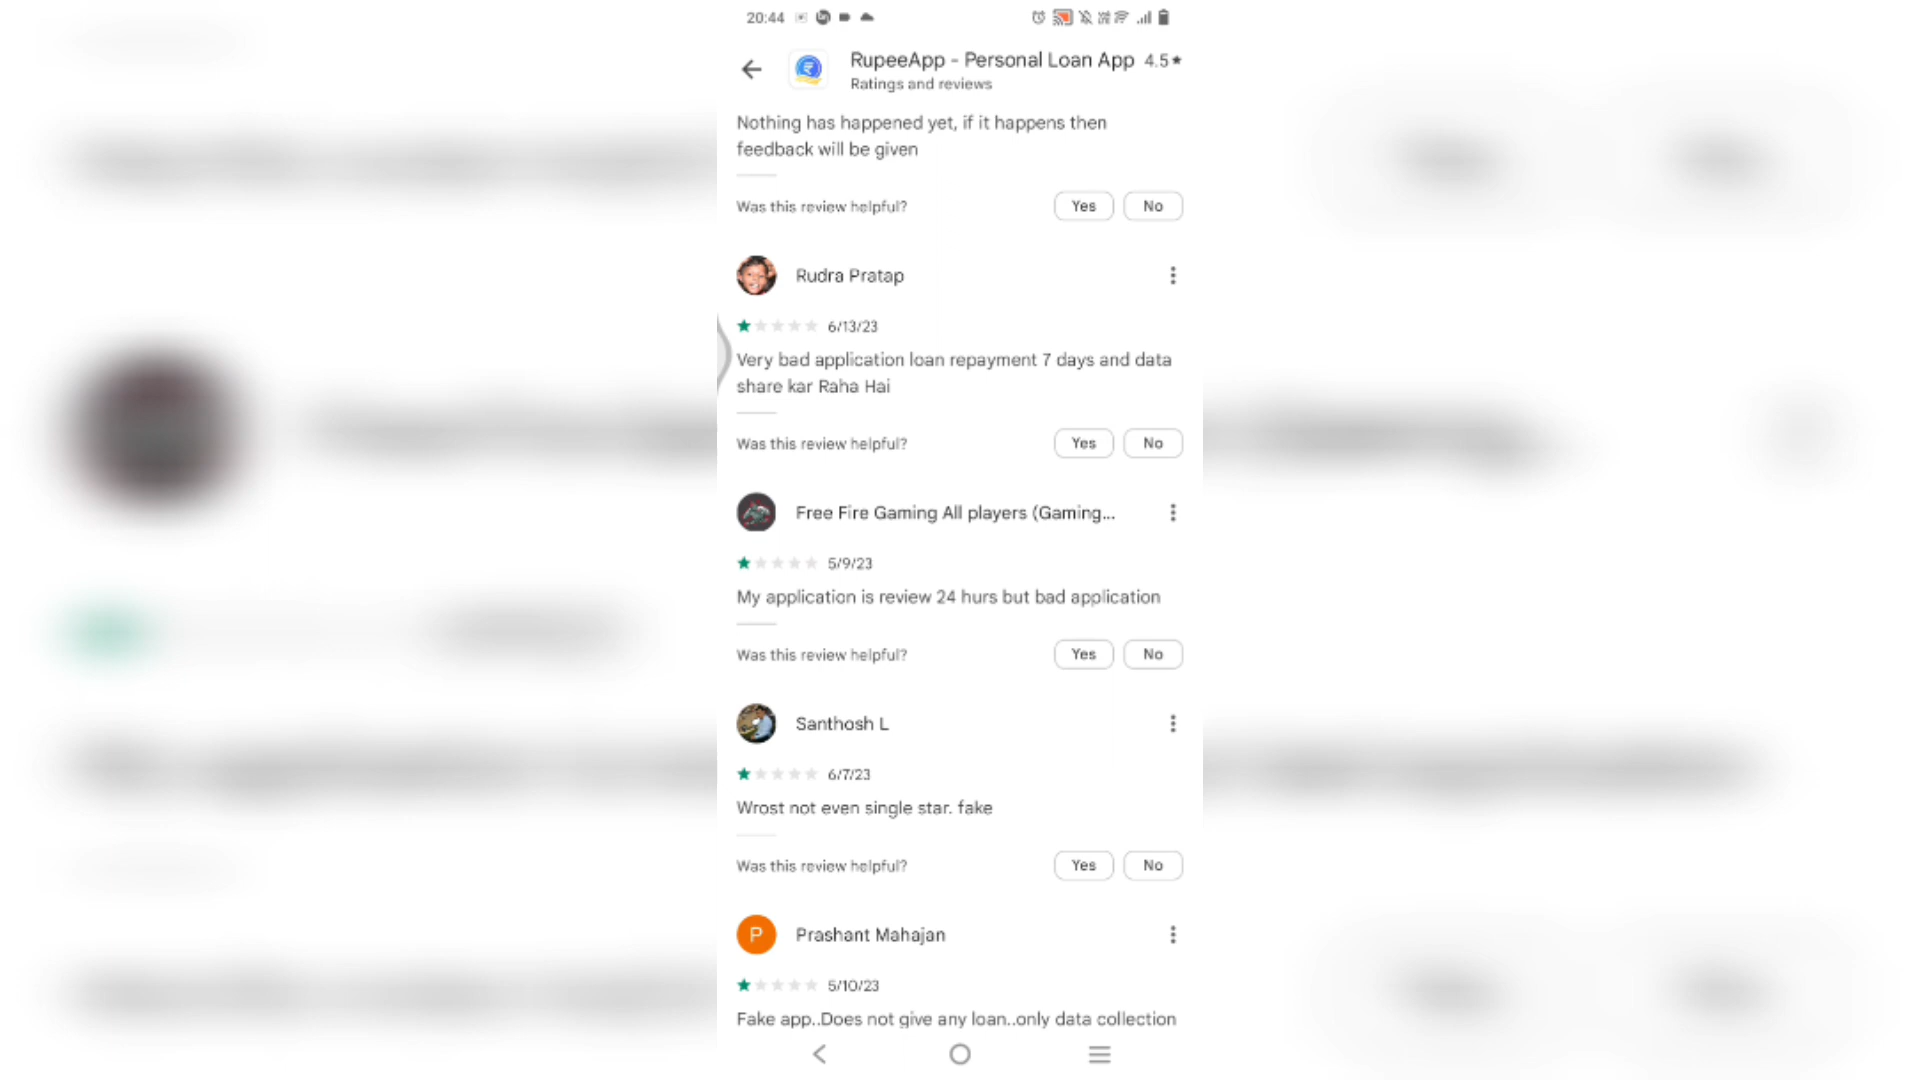 20:44
RupeeApp - Personal Loan App 4.5★
Ratings and reviews
Nothing has happened yet, if it happens then
feedback will be given
Was this review helpful? Yes No
Rudra Pratap
6/13/23
Very bad application loan repayment 7 days and data
share kar Raha Hai
Was this review helpful? Yes No
Free Fire Gaming All players (Gaming...
5/9/23
My application is review 24 hurs but bad application
Was this review helpful? Yes No
Santhosh L
6/7/23
Wrost not even single star. fake
Was this review helpful? Yes No
P Prashant Mahajan
5/10/23
Fake app..Does not give any loan..only data collection